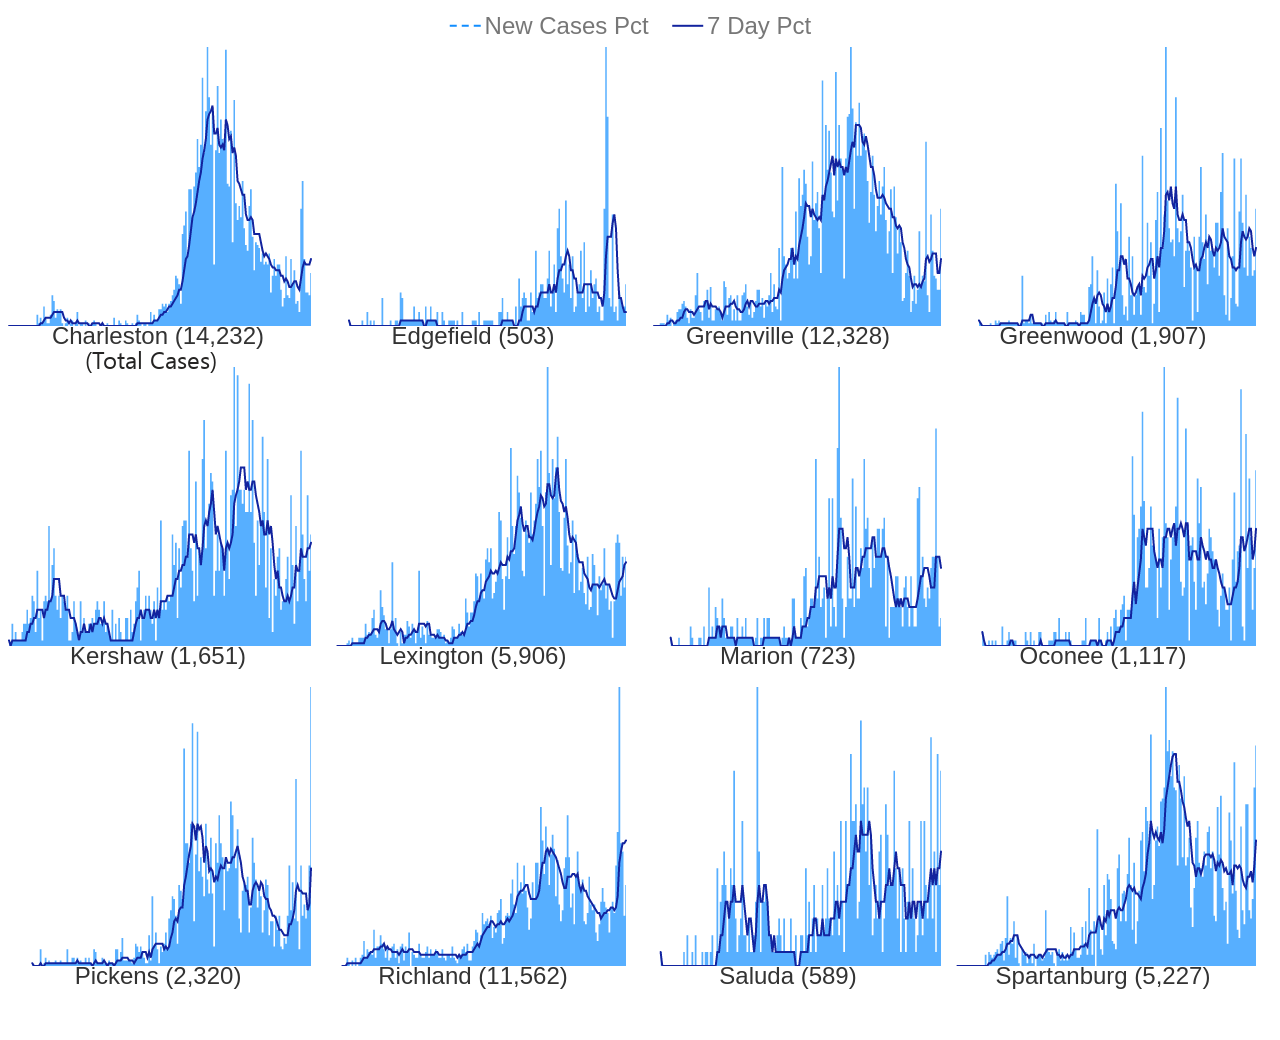 New Cases Pct 7 Day Pct
Charleston (14,232) Edgefield (503) Greenville (12,328) Greenwood (1,907)
(Total Cases)
Kershaw (1,651) Lexington (5,906) Marion (723) Oconee (1,117)
Pickens (2,320) Richland (11,562) Saluda (589) Spartanburg (5,227)